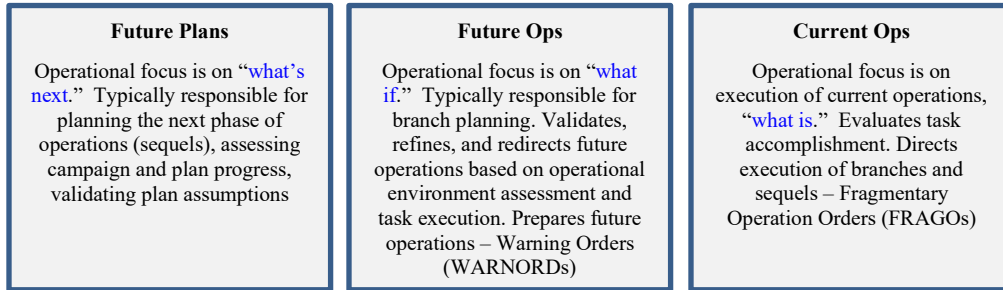 Future Plans
Operational focus is on “what’s
next.”  Typically responsible for
planning the next phase of
operations (sequels), assessing
campaign and plan progress,
validating plan assumptions
Future Ops
Operational focus is on “what
if.”  Typically responsible for
branch planning. Validates,
refines, and redirects future
operations based on operational
environment assessment and
task execution. Prepares future
operations – Warning Orders
(WARNORDs)
Current Ops
Operational focus is on
execution of current operations,
“what is.”  Evaluates task
accomplishment. Directs
execution of branches and
sequels – Fragmentary
Operation Orders (FRAGOs)